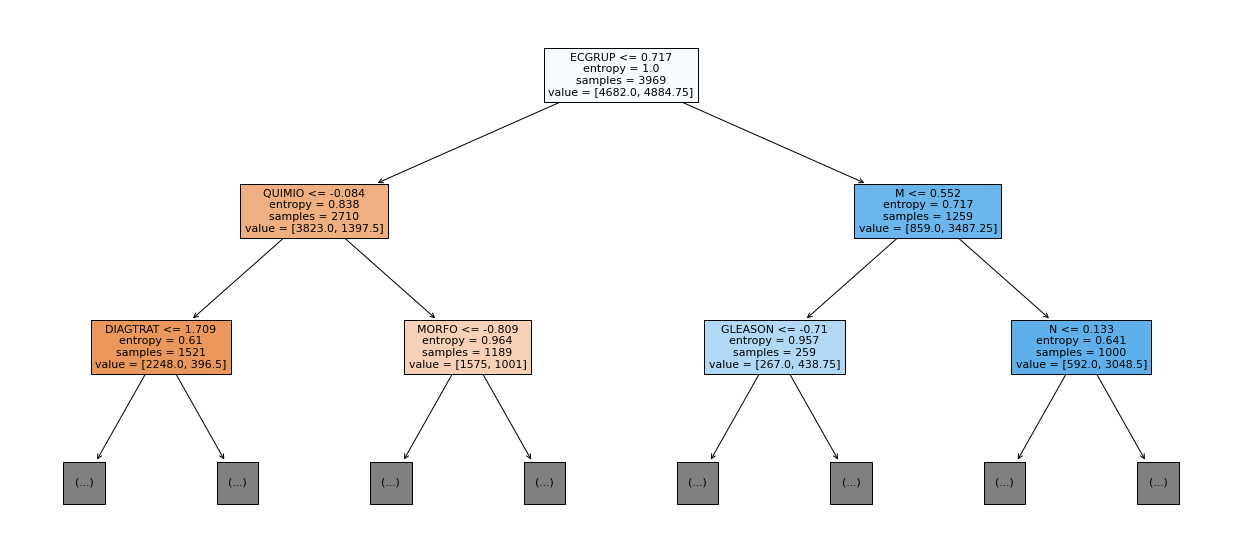 ECGRUP <= 0.717
entropy = 1.0
samples = 3969
value = [4682.0, 4884.75]
QUIMIO <= -0.084
entropy = 0.838
samples = 2710
value = [3823.0, 1397.5]
M <= 0.552
entropy = 0.717
samples = 1259
value = [859.0, 3487.25]
DIAGTRAT <= 1.709
entropy = 0.61
samples = 1521
value = [2248.0, 396.5]
MORFO <= -0.809
entropy = 0.964
samples = 1189
value = [1575, 1001]
GLEASON <= -0.71
entropy = 0.957
samples = 259
value = [267.0, 438.75]
N <= 0.133
entropy = 0.641
samples = 1000
value = [592.0, 3048.5]
(...)
(...)
(...)
(...)
(...)
(...)
(...)
(...)